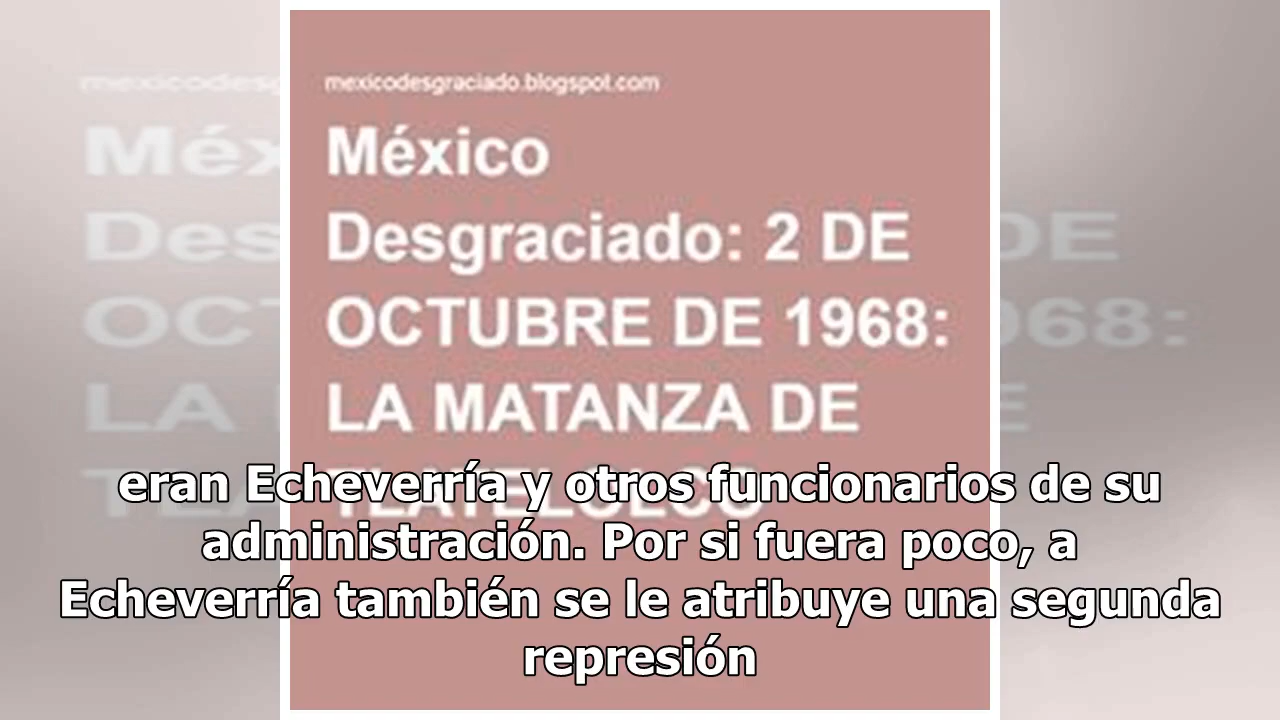 mexicodesgraciado.blogspot.com
México
Desgraciado: 2 DE
OCTUBRE DE 1968:
LA MATANZA DE
TLATELOLCO
eran Echeverría y otros funcionarios de su
administración. Por si fuera poco, a
Echeverría también se le atribuye una segunda
represión